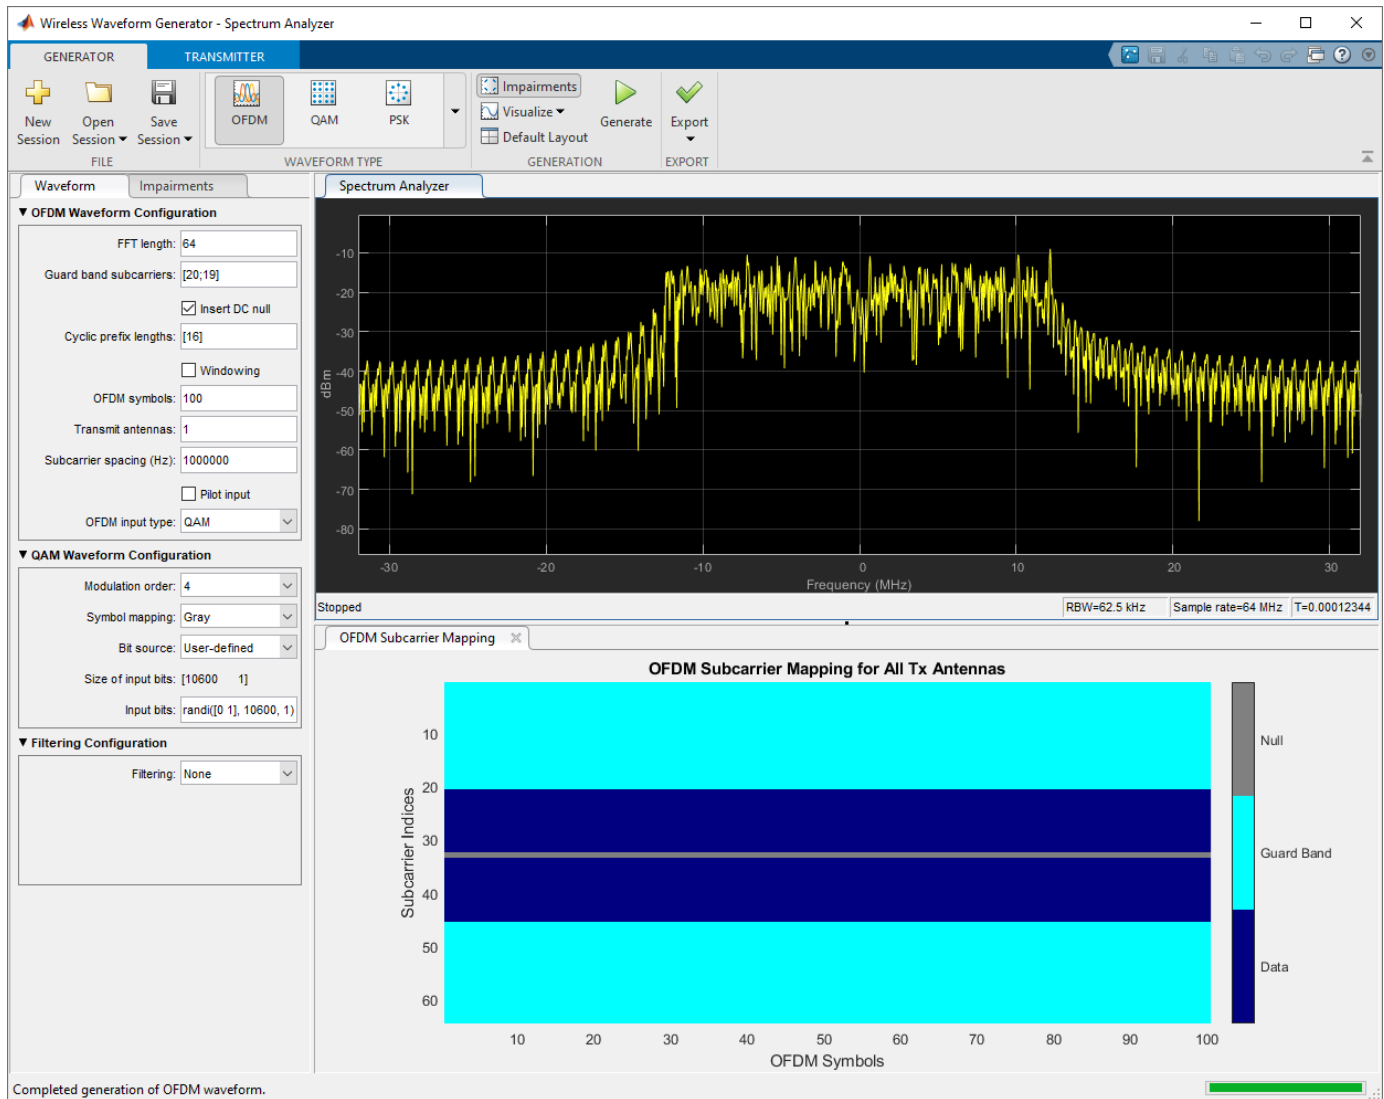 Wireless Waveform Generator - Spectrum Analyzer
GENERATOR
TRANSMITTER
New Session
Open Session
Save Session
FILE
OFDM
QAM
PSK
WAVEFORM TYPE
Impairments
Visualize
Default Layout
Generate
GENERATION
Export
EXPORT
Waveform
Impairments
OFDM Waveform Configuration
FFT length: 64
Guard band subcarriers: [20;19]
Insert DC null
Cyclic prefix lengths: [16]
Windowing
OFDM symbols: 100
Transmit antennas: 1
Subcarrier spacing (Hz): 1000000
Pilot input
OFDM input type: QAM
QAM Waveform Configuration
Modulation order: 4
Symbol mapping: Gray
Bit source: User-defined
Size of input bits: [10600 1]
Input bits: randi([0 1], 10600, 1)
Filtering Configuration
Filtering: None
Spectrum Analyzer
-10
-20
-30
-40
-50
-60
-70
-80
dBm
-30 -20 -10 0 10 20 30
Frequency (MHz)
Stopped
RBW=62.5 kHz
Sample rate=64 MHz
T=0.00012344
OFDM Subcarrier Mapping
OFDM Subcarrier Mapping for All Tx Antennas
10
20
30
40
50
60
Subcarrier Indices
10 20 30 40 50 60 70 80 90 100
OFDM Symbols
Null
Guard Band
Data
Completed generation of OFDM waveform.